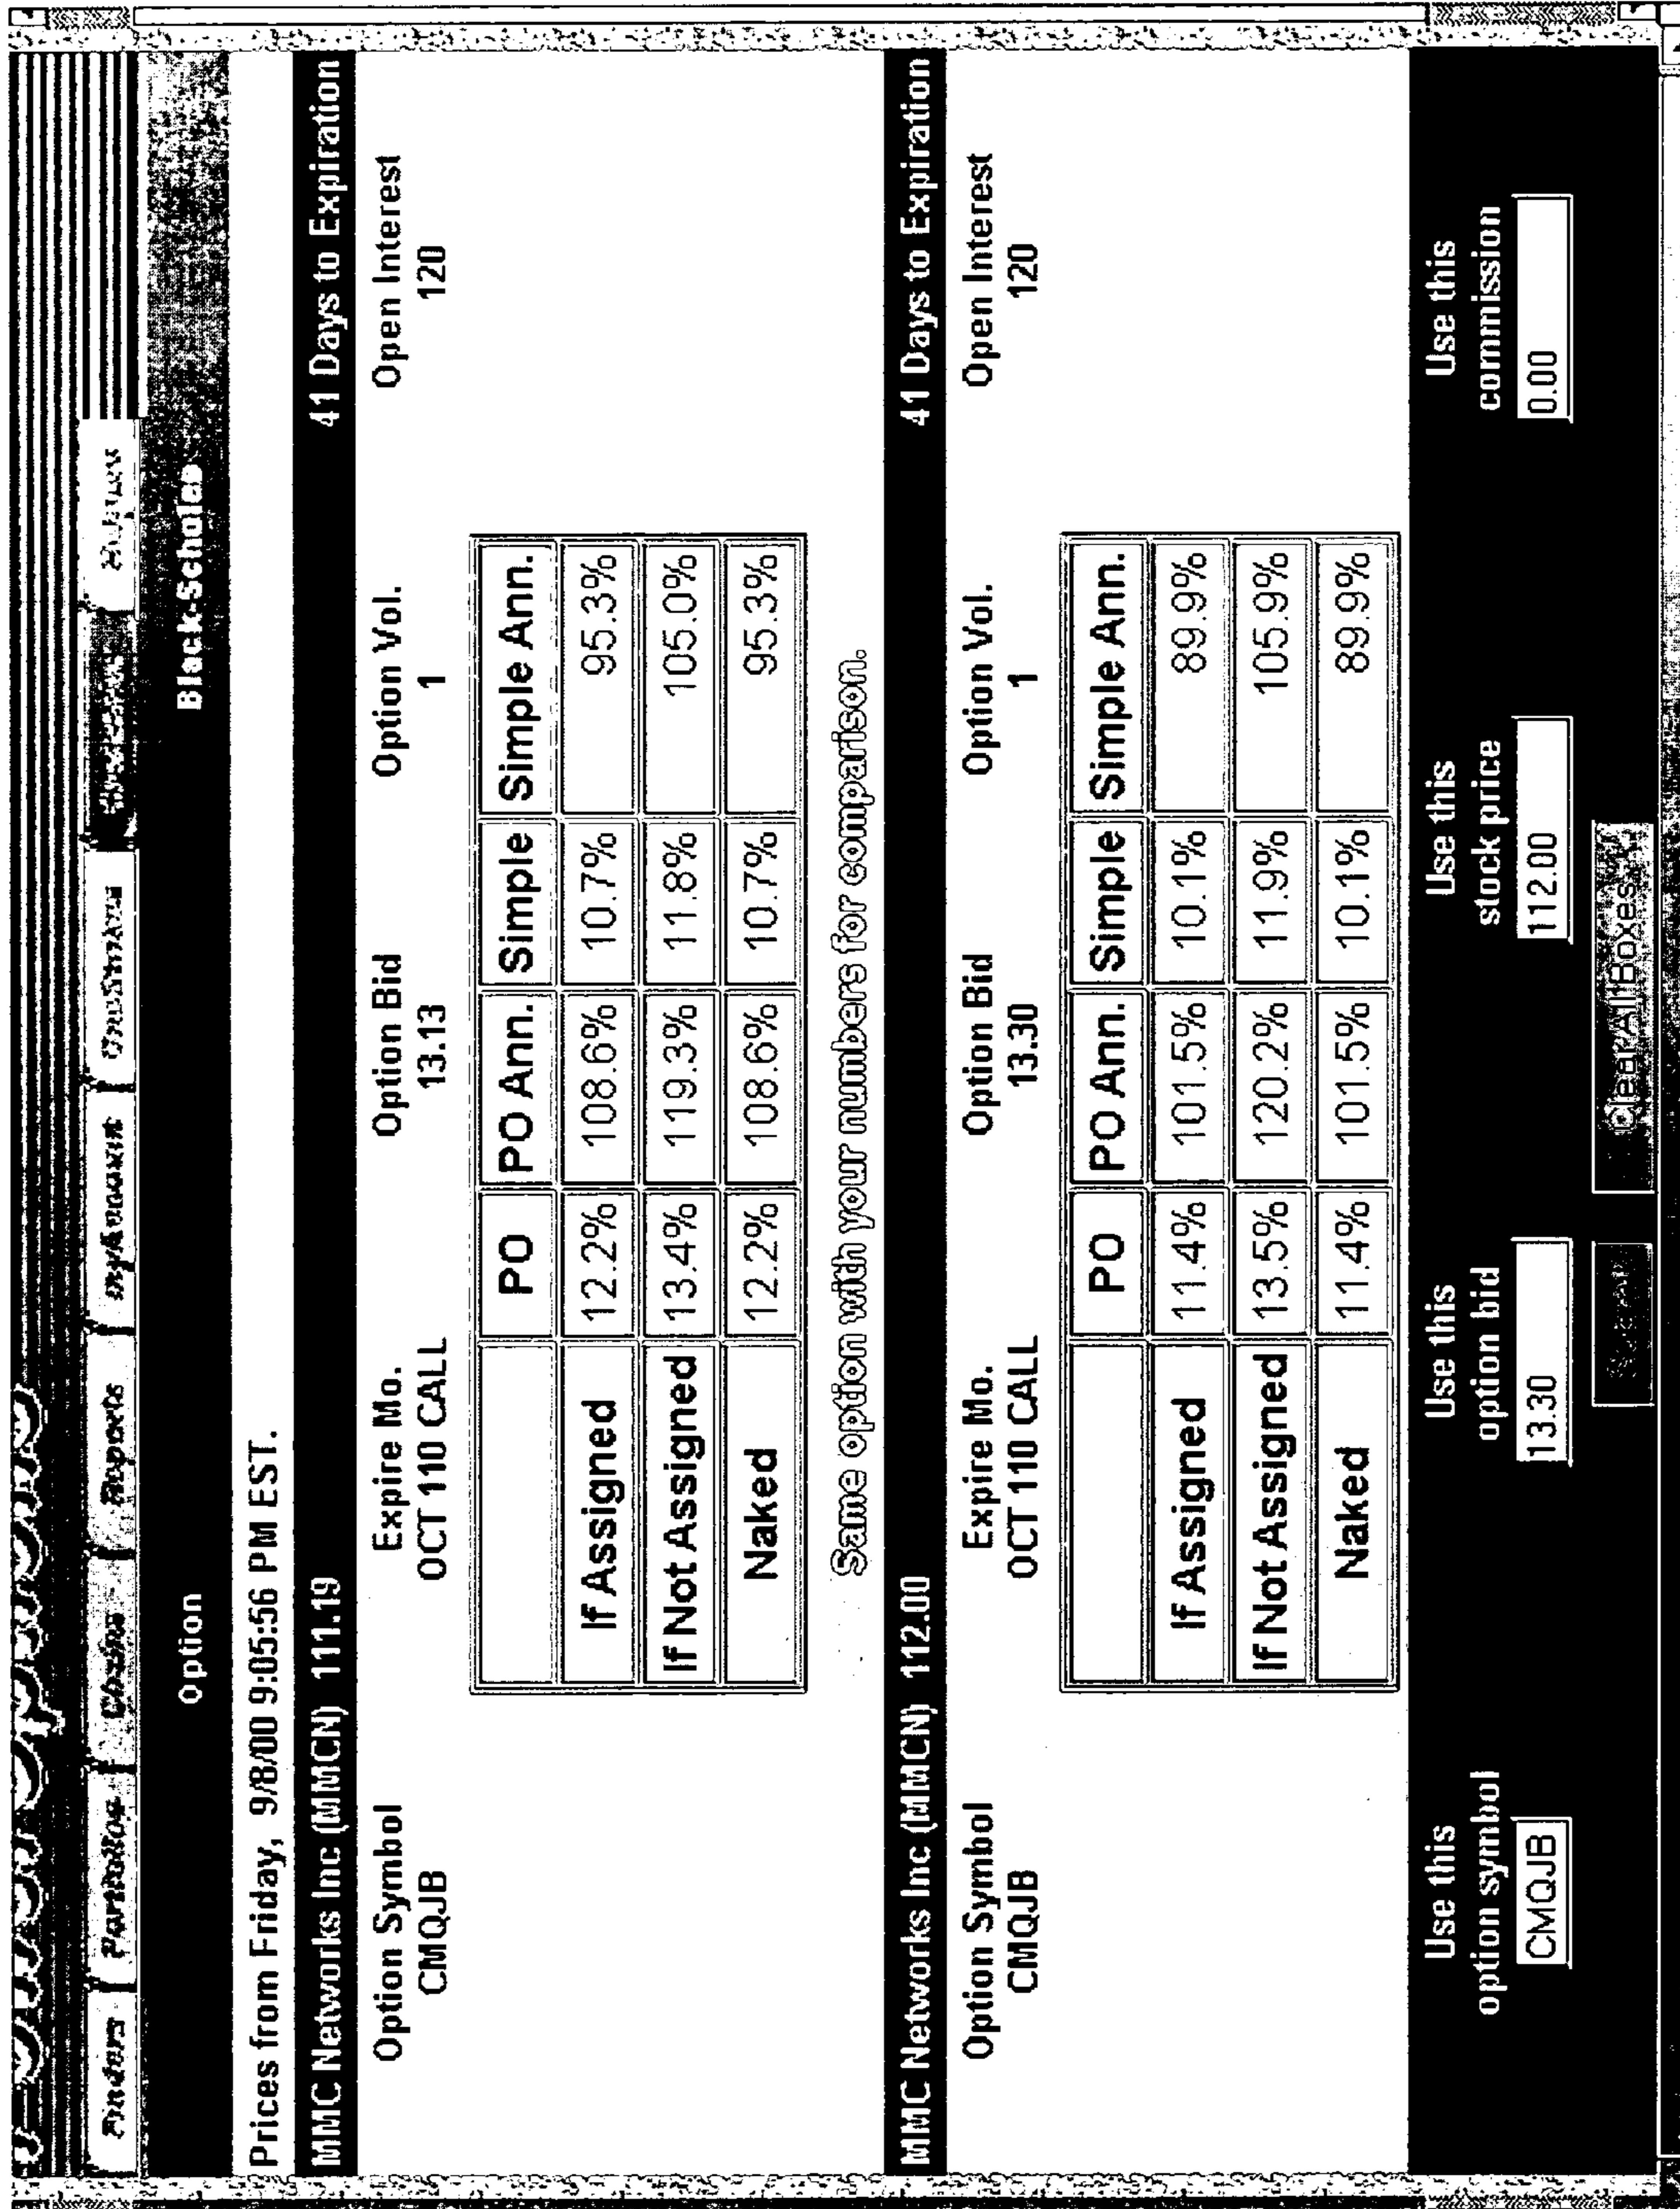 Finders Portfolios Reports MyAccount
Option Black-Scholes
Prices from Friday, 9/8/00 9:05:56 PM EST.
MMC Networks Inc (MMCN) 111.19 41 Days to Expiration
Option Symbol Expire Mo. Option Bid Option Vol. Open Interest
CMQJB OCT 110 CALL 13.13 1 120
PO PO Ann. Simple Simple Ann.
If Assigned 12.2% 108.6% 10.7% 95.3%
If Not Assigned 13.4% 119.3% 11.8% 105.0%
Naked 12.2% 108.6% 10.7% 95.3%
Same option with your numbers for comparison.
MMC Networks Inc (MMCN) 112.00 41 Days to Expiration
Option Symbol Expire Mo. Option Bid Option Vol. Open Interest
CMQJB OCT 110 CALL 13.30 1 120
PO PO Ann. Simple Simple Ann.
If Assigned 11.4% 101.5% 10.1% 89.9%
If Not Assigned 13.5% 120.2% 11.9% 105.9%
Naked 11.4% 101.5% 10.1% 89.9%
Use this Use this Use this Use this
option symbol option bid stock price commission
CMQJB 13.30 112.00 0.00
Clear All Boxes